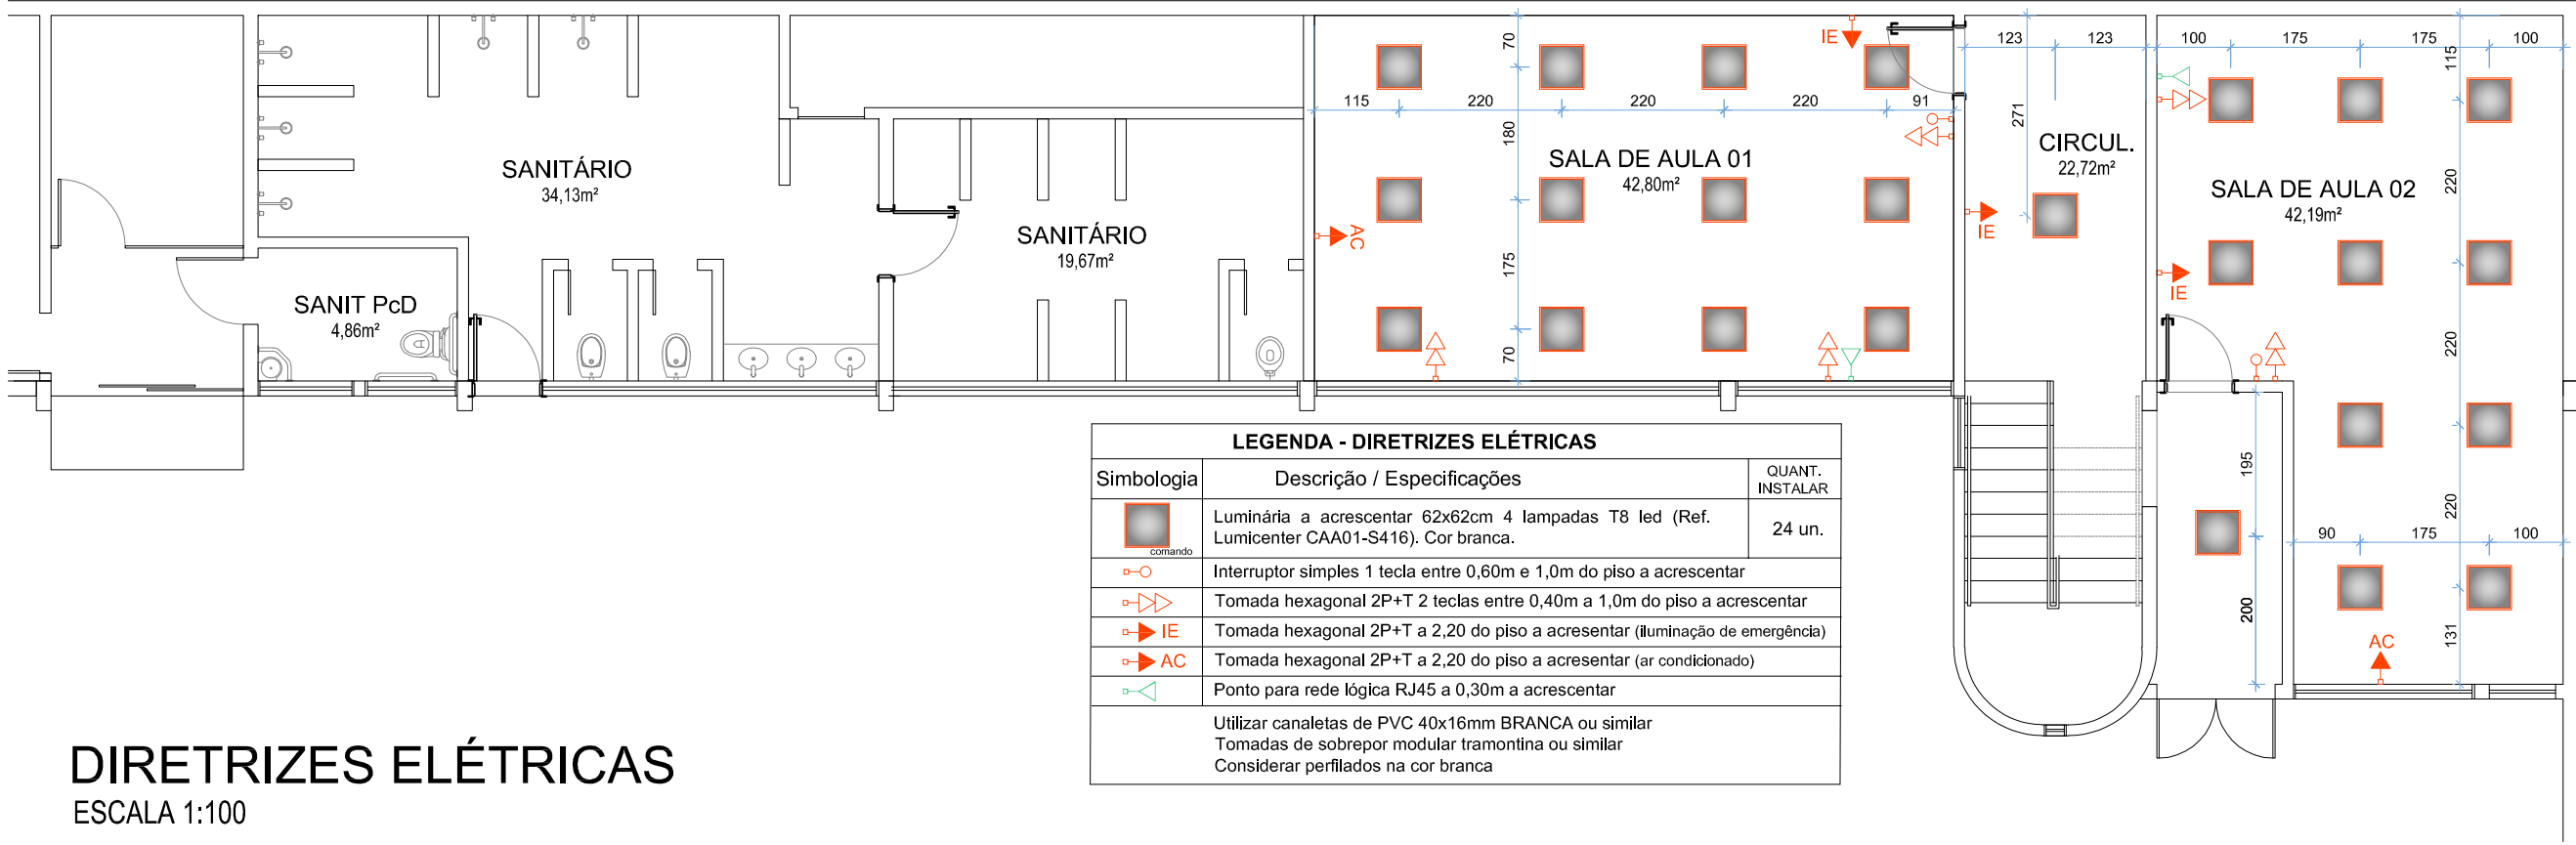 SANITÁRIO
34,13m²
SANIT PcD
4,86m²
SANITÁRIO
19,67m²
IE
70
115
220
220
220
91
180
SALA DE AULA 01
42,80m²
AC
175
70
123
123
271
CIRCUL.
22,72m²
IE
100
175
175
100
115
220
SALA DE AULA 02
42,19m²
IE
220
195
220
90
175
100
200
131
AC
LEGENDA - DIRETRIZES ELÉTRICAS
Simbologia
Descrição / Especificações
QUANT.
INSTALAR
comando
Luminária a acrescentar 62x62cm 4 lampadas T8 led (Ref.
Lumicenter CAA01-S416). Cor branca.
24 un.
Interruptor simples 1 tecla entre 0,60m e 1,0m do piso a acrescentar
Tomada hexagonal 2P+T 2 teclas entre 0,40m a 1,0m do piso a acrescentar
IE Tomada hexagonal 2P+T a 2,20 do piso a acresentar (iluminação de emergência)
AC Tomada hexagonal 2P+T a 2,20 do piso a acresentar (ar condicionado)
Ponto para rede lógica RJ45 a 0,30m a acrescentar
Utilizar canaletas de PVC 40x16mm BRANCA ou similar
Tomadas de sobrepor modular tramontina ou similar
Considerar perfilados na cor branca
DIRETRIZES ELÉTRICAS
ESCALA 1:100